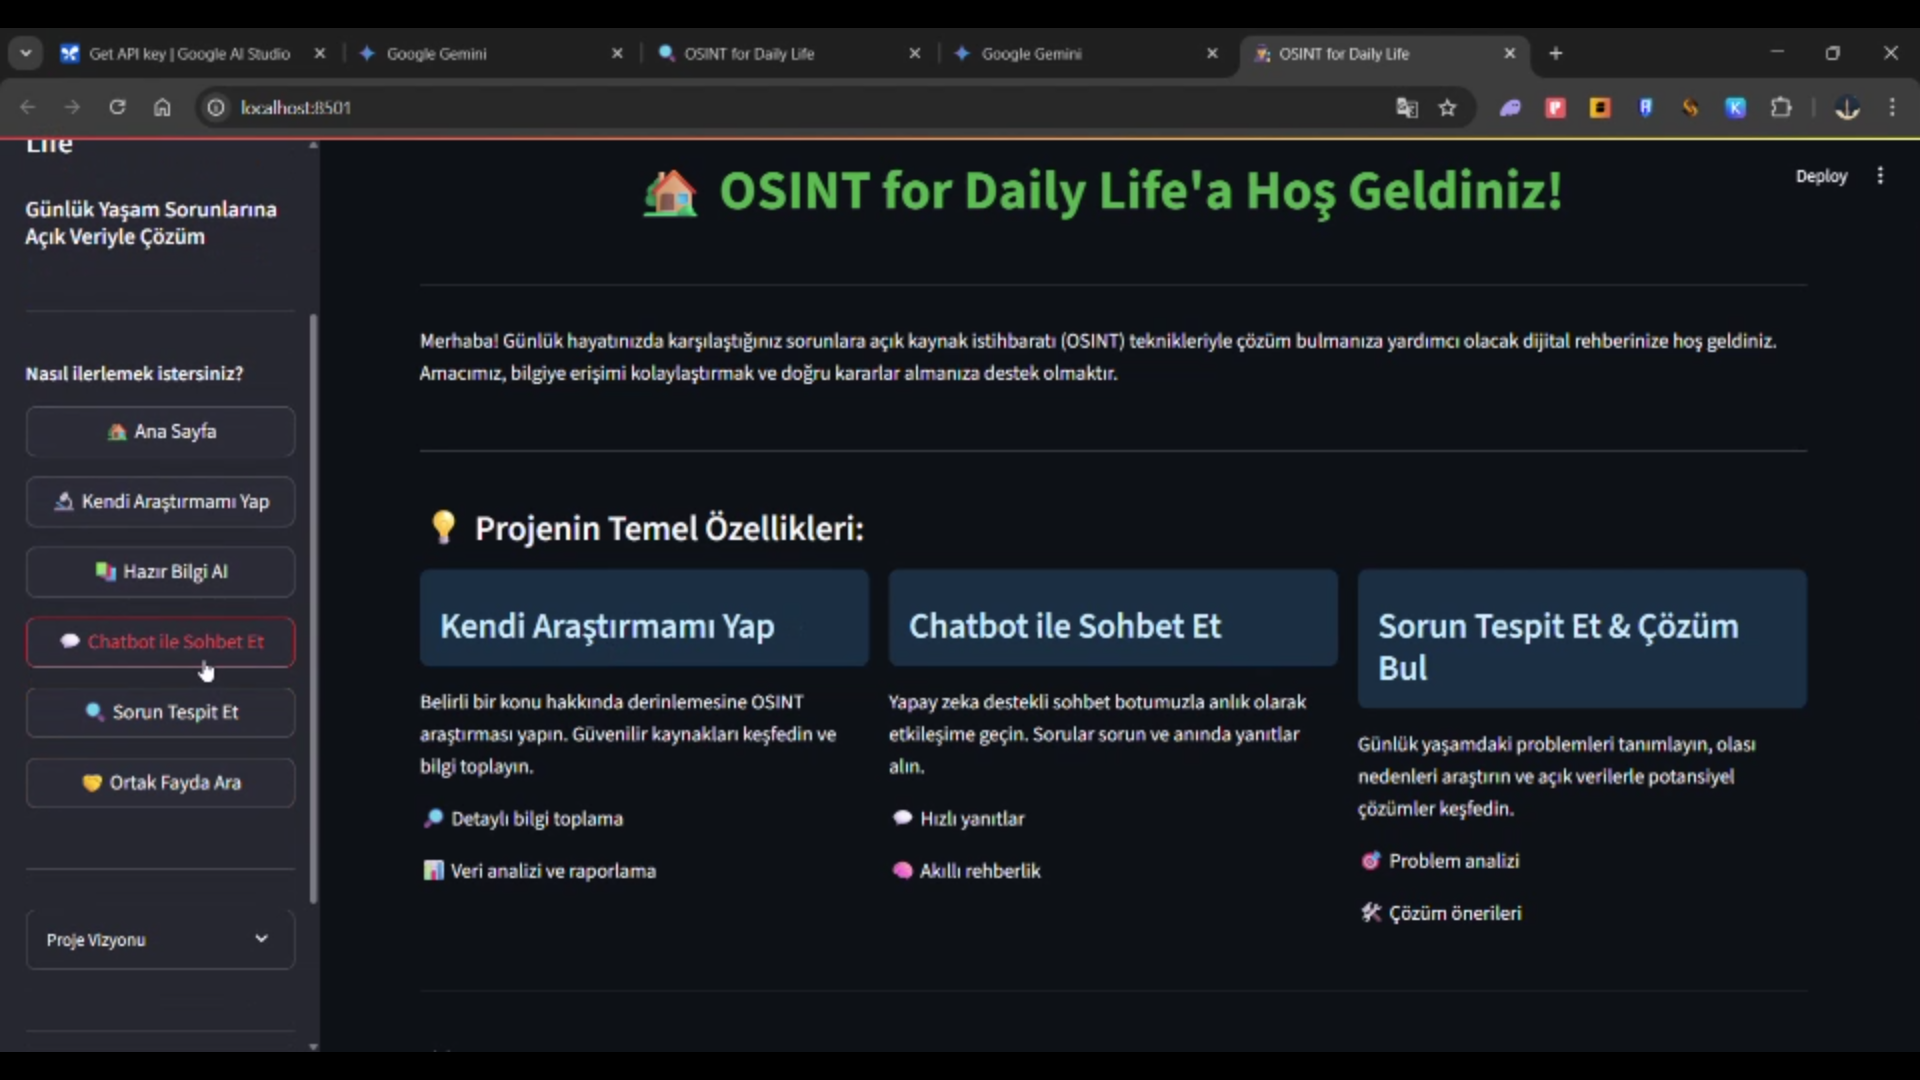 Get API key | Google AI Studio
Google Gemini
OSINT for Daily Life
Google Gemini
OSINT for Daily Life
localhost:8501
Life
Günlük Yaşam Sorunlarına
Açık Veriyle Çözüm
Nasıl ilerlemek istersiniz?
Ana Sayfa
Kendi Araştırmamı Yap
Hazır Bilgi AI
Chatbot ile Sohbet Et
Sorun Tespit Et
Ortak Fayda Ara
Proje Vizyonu
Deploy
OSINT for Daily Life'a Hoş Geldiniz!
Merhaba! Günlük hayatınızda karşılaştığınız sorunlara açık kaynak istihbaratı (OSINT) teknikleriyle çözüm bulmanıza yardımcı olacak dijital rehberinize hoş geldiniz.
Amacımız, bilgiye erişimi kolaylaştırmak ve doğru kararlar almanıza destek olmaktır.
Projenin Temel Özellikleri:
Kendi Araştırmamı Yap
Belirli bir konu hakkında derinlemesine OSINT
araştırması yapın. Güvenilir kaynakları keşfedin ve
bilgi toplayın.
Detaylı bilgi toplama
Veri analizi ve raporlama
Chatbot ile Sohbet Et
Yapay zeka destekli sohbet botumuzla anlık olarak
etkileşime geçin. Sorular sorun ve anında yanıtlar
alın.
Hızlı yanıtlar
Akıllı rehberlik
Sorun Tespit Et & Çözüm
Bul
Günlük yaşamdaki problemleri tanımlayın, olası
nedenleri araştırın ve açık verilerle potansiyel
çözümler keşfedin.
Problem analizi
Çözüm önerileri